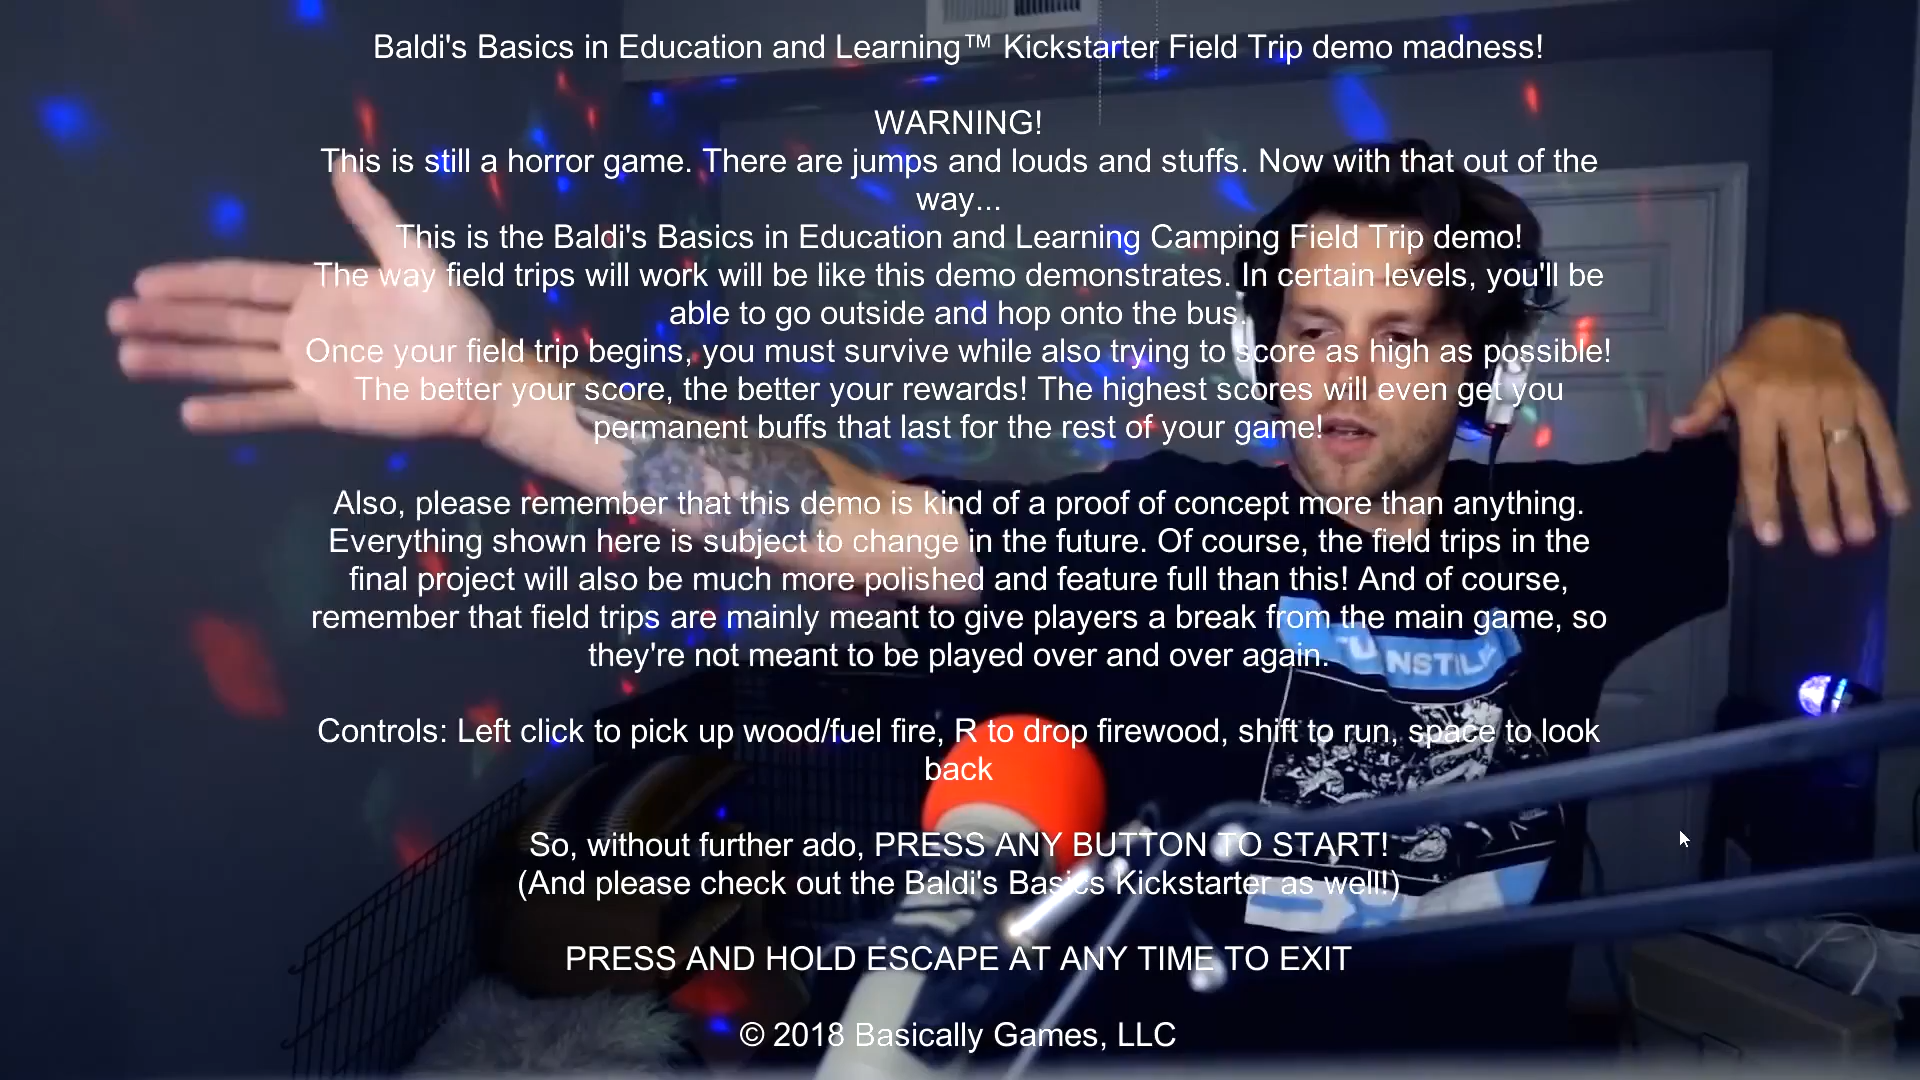 Baldi's Basics in Education and Learning™ Kickstarter Field Trip demo madness!
WARNING!
This is still a horror game. There are jumps and louds and stuffs. Now with that out of the
way...
This is the Baldi's Basics in Education and Learning Camping Field Trip demo!
The way field trips will work will be like this demo demonstrates. In certain levels, you'll be
able to go outside and hop onto the bus.
Once your field trip begins, you must survive while also trying to score as high as possible!
The better your score, the better your rewards! The highest scores will even get you
permanent buffs that last for the rest of your game!
Also, please remember that this demo is kind of a proof of concept more than anything.
Everything shown here is subject to change in the future. Of course, the field trips in the
final project will also be much more polished and feature full than this! And of course,
remember that field trips are mainly meant to give players a break from the main game, so
they're not meant to be played over and over again.
Controls: Left click to pick up wood/fuel fire, R to drop firewood, shift to run, space to look
back
So, without further ado, PRESS ANY BUTTON TO START!
(And please check out the Baldi's Basics Kickstarter as well!)
PRESS AND HOLD ESCAPE AT ANY TIME TO EXIT
© 2018 Basically Games, LLC